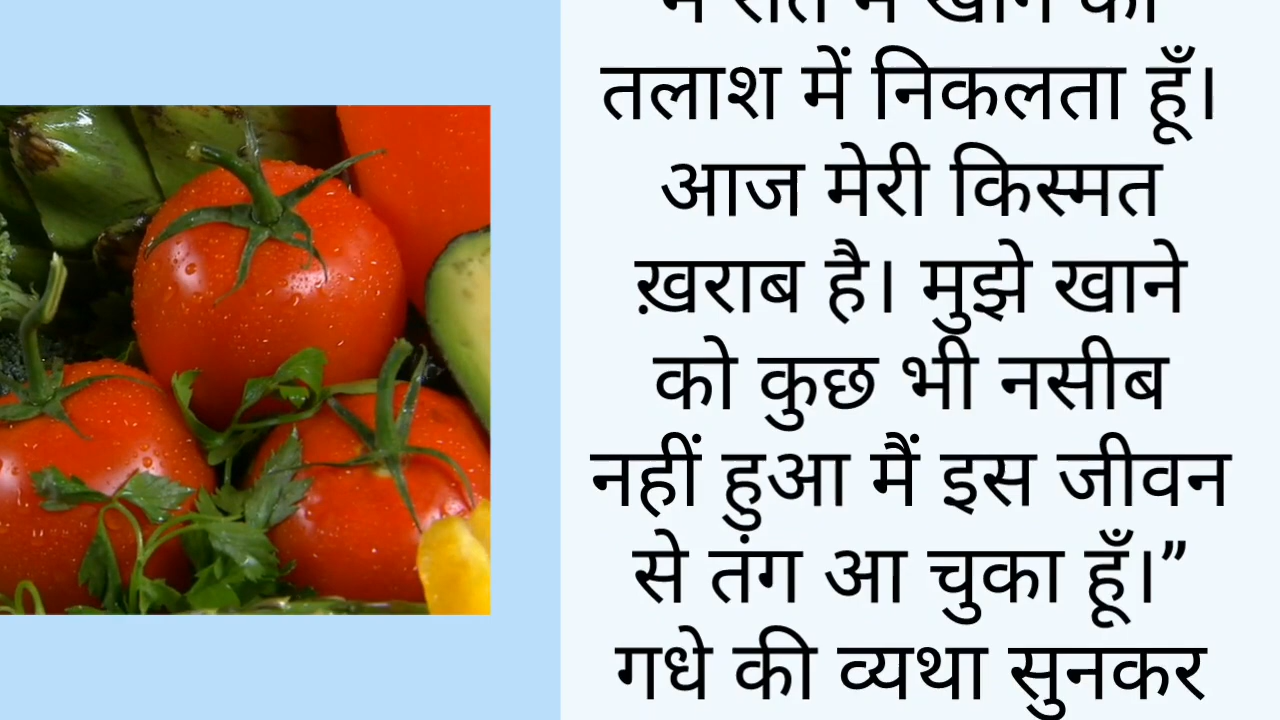 तलाश में निकलता हूँ।
आज मेरी किस्मत
ख़राब है। मुझे खाने
को कुछ भी नसीब
नहीं हुआ मैं इस जीवन
से तंग आ चुका हूँ।”
गधे की व्यथा सुनकर